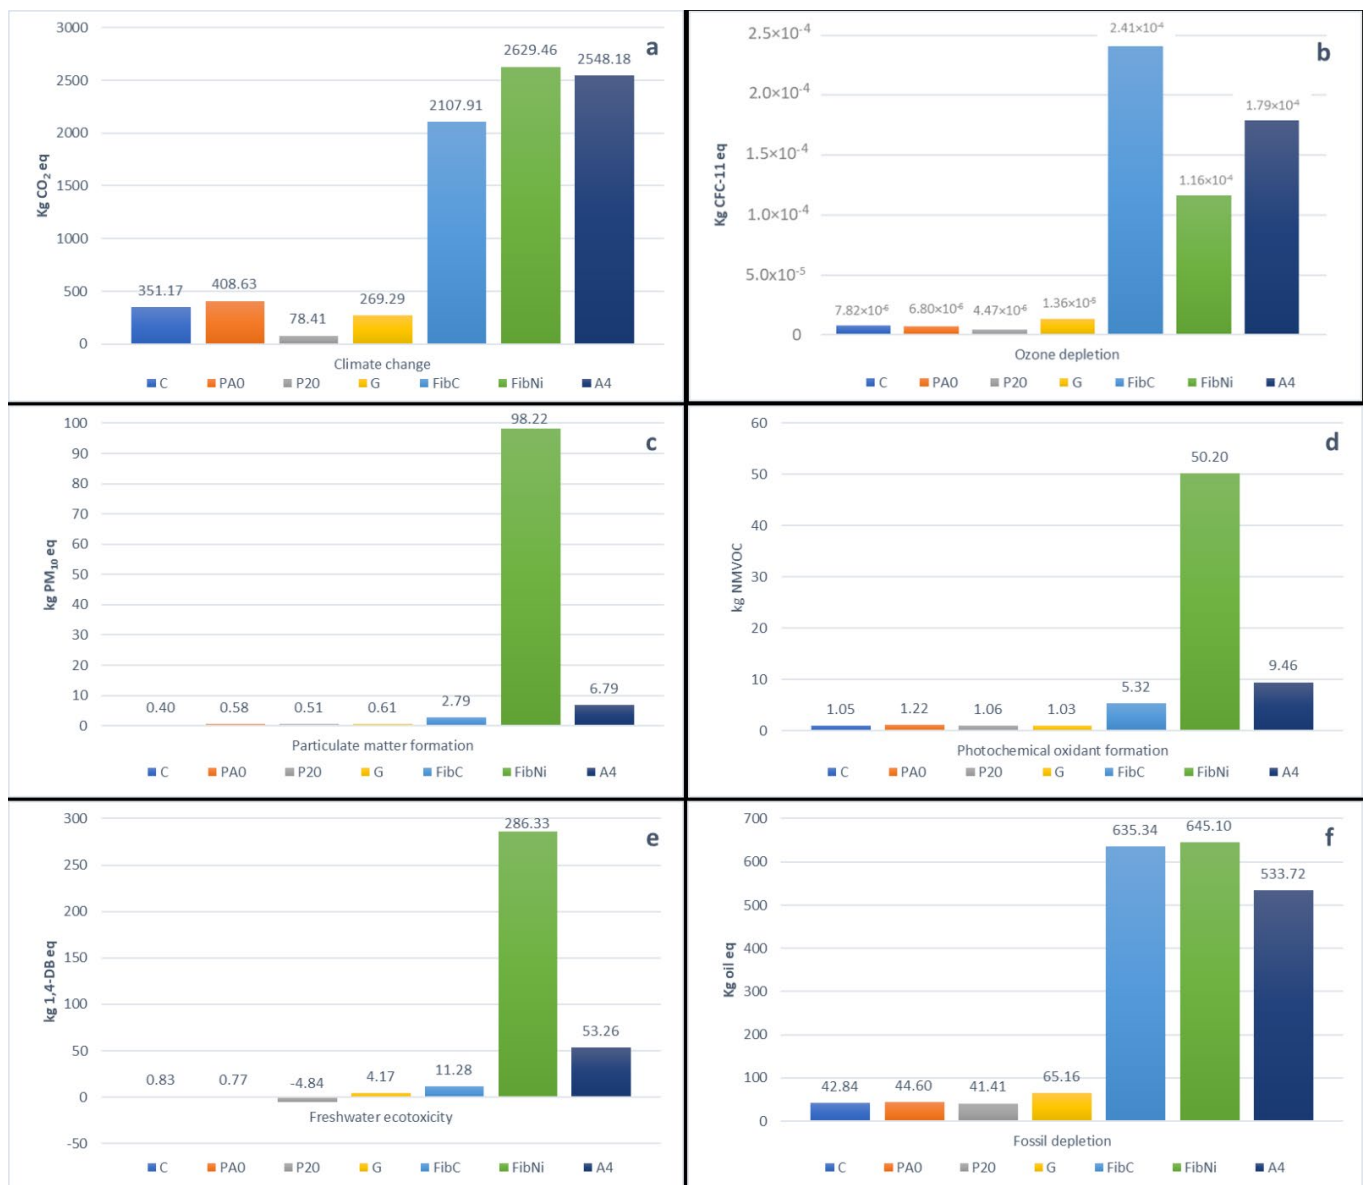 3000
a
2629.46
2548.18
2500
2107.91
2000
1500
1000
500
408.63
351.17
269.29
78.41
0
Kg CO₂ eq
Climate change
C PA0 P20 G FibC FibNi A4
2.5×10⁻⁴
2.41×10⁻⁴
b
2.0×10⁻⁴
1.79×10⁻⁴
1.5×10⁻⁴
1.16×10⁻⁴
1.0×10⁻⁴
5.0x10⁻⁵
7.82×10⁻⁶ 6.80×10⁻⁶ 4.47×10⁻⁶
0
Kg CFC-11 eq
Ozone depletion
C PA0 P20 G FibC FibNi A4
100
98.22
c
90
80
70
60
50
40
30
20
10
0
0.40 0.58 0.51 0.61 2.79 6.79
kg PM₁₀ eq
Particulate matter formation
C PA0 P20 G FibC FibNi A4
60
d
50
50.20
40
30
20
10
9.46
5.32
1.05 1.22 1.06 1.03
0
kg NMVOC
Photochemical oxidant formation
C PA0 P20 G FibC FibNi A4
300
286.33
e
250
200
150
100
50
53.26
0.83 0.77 -4.84 4.17 11.28
0
-50
kg 1,4-DB eq
Freshwater ecotoxicity
C PA0 P20 G FibC FibNi A4
700
f
635.34
645.10
600
533.72
500
400
300
200
100
42.84 44.60 41.41 65.16
0
Kg oil eq
Fossil depletion
C PA0 P20 G FibC FibNi A4